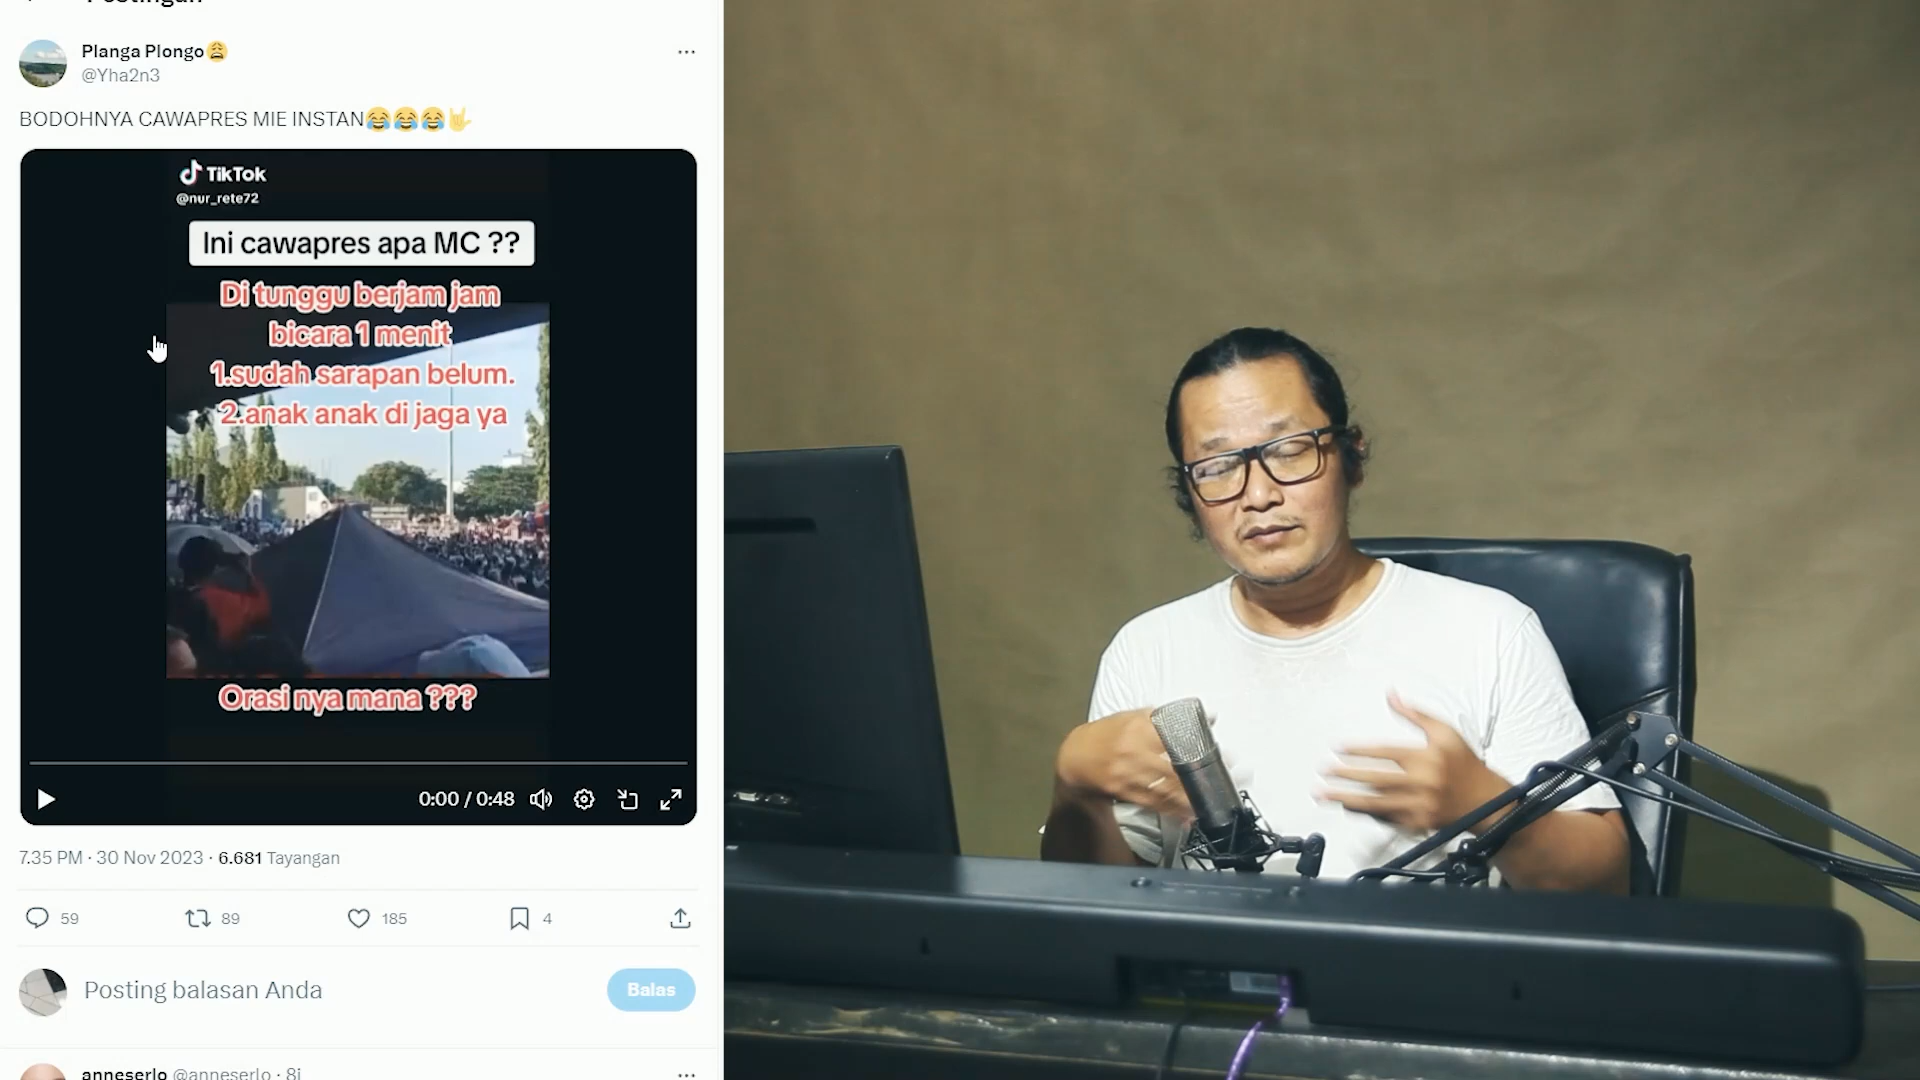 Postingan
Planga Plongo😩
@Yha2n3
BODOHNYA CAWAPRES MIE INSTAN😂😂😂🤟
TikTok
@nur_rete72
Ini cawapres apa MC ??
Di tunggu berjam jam
bicara 1 menit
1.sudah sarapan belum.
2.anak anak di jaga ya
Orasi nya mana ???
0:00 / 0:48
7.35 PM · 30 Nov 2023 · 6.681 Tayangan
59 89 185 4
Posting balasan Anda
Balas
anneserlo @anneserlo · 8j